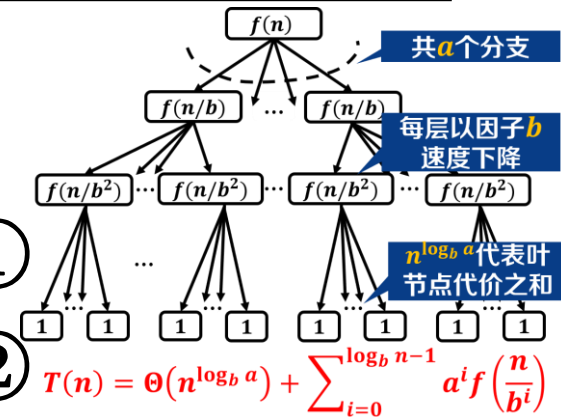 f(n)
共a个分支
f(n/b) ... f(n/b)
每层以因子b
速度下降
f(n/b²) ... f(n/b²) ... f(n/b²) ... f(n/b²)
n^{log_b a}代表叶
节点代价之和
...
... ... ... ...
1 1 1 1 1 1 1 1
2 T(n) = Θ(n^{log_b a}) + ∑_{i=0}^{log_b n−1} a^i f(n/b^i)